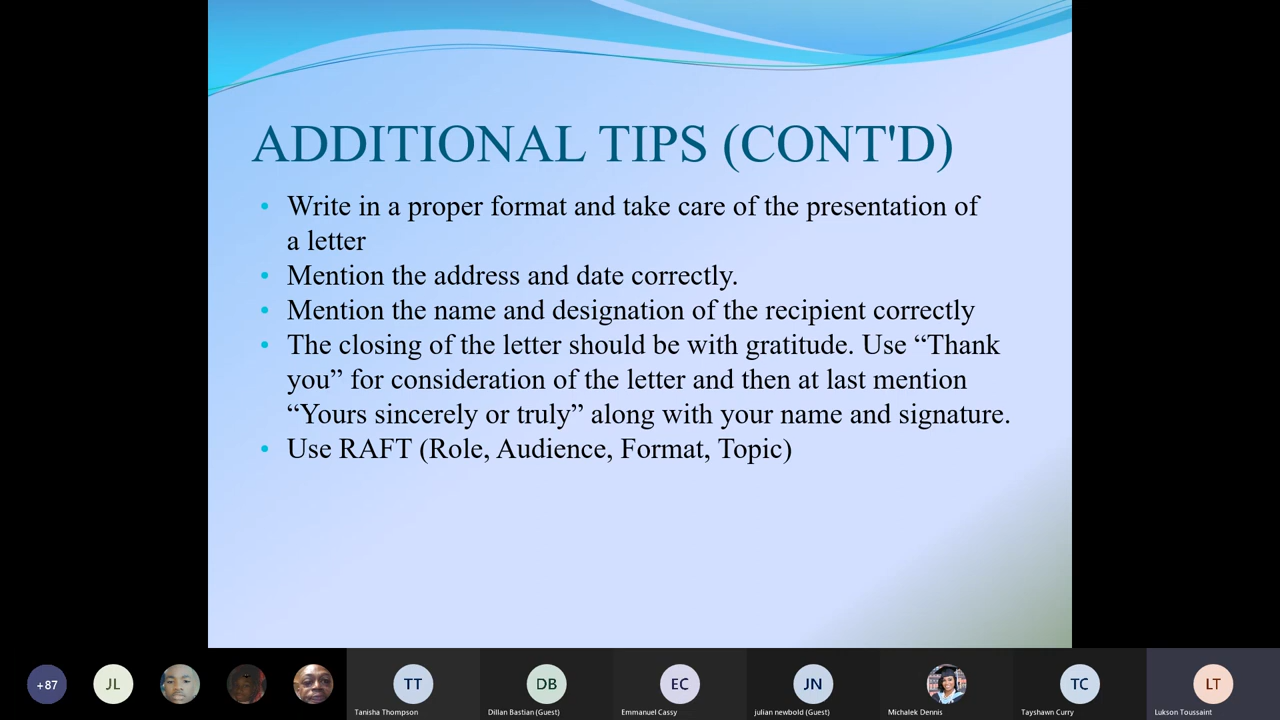 ADDITIONAL TIPS (CONT'D)
• Write in a proper format and take care of the presentation of
a letter
• Mention the address and date correctly.
• Mention the name and designation of the recipient correctly
• The closing of the letter should be with gratitude. Use “Thank
you” for consideration of the letter and then at last mention
“Yours sincerely or truly” along with your name and signature.
• Use RAFT (Role, Audience, Format, Topic)
+87
JL
TT
DB
EC
JN
TC
LT
Tanisha Thompson
Dillan Bastian (Guest)
Emmanuel Cassy
julian newbold (Guest)
Michalek Dennis
Tayshawn Curry
Lukson Toussaint